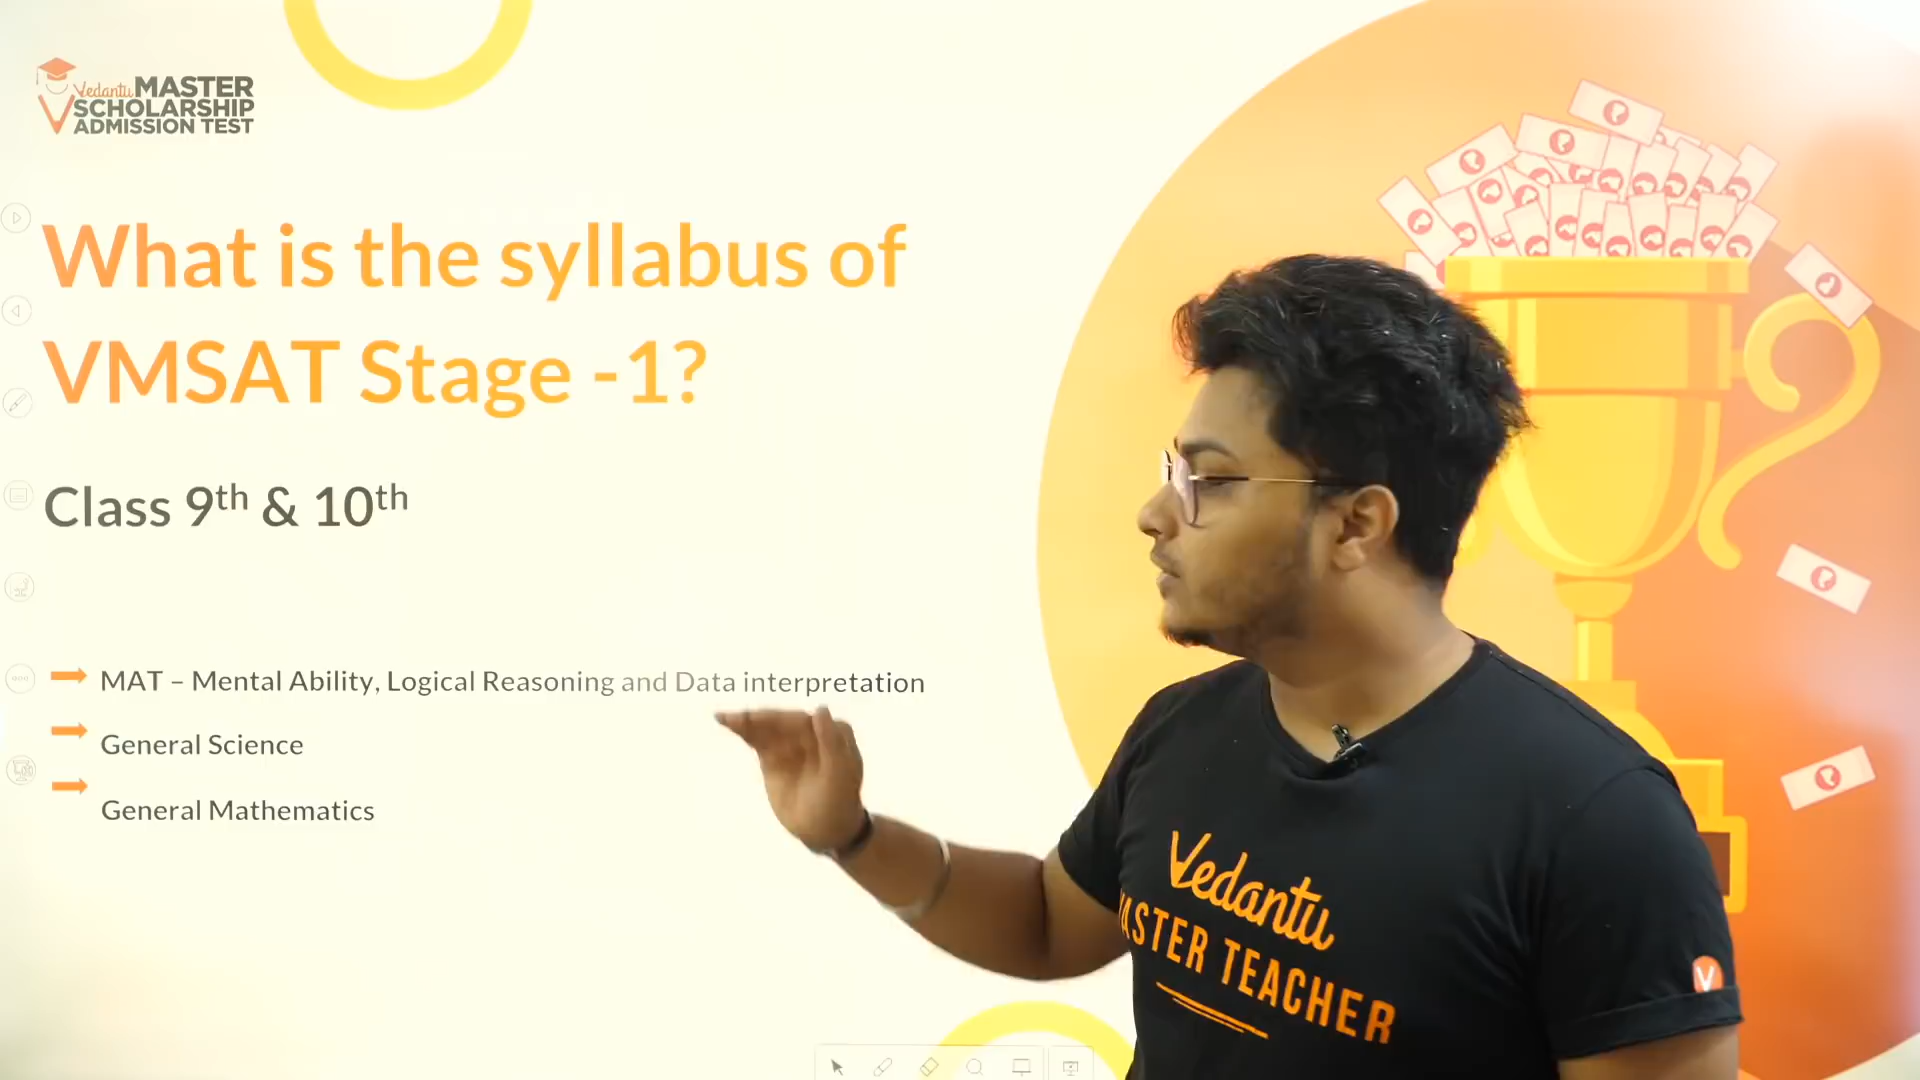 Vedantu MASTER
SCHOLARSHIP
ADMISSION TEST
What is the syllabus of
VMSAT Stage -1?
Class 9th & 10th
MAT – Mental Ability, Logical Reasoning and Data interpretation
General Science
General Mathematics
Vedantu
MASTER TEACHER
V